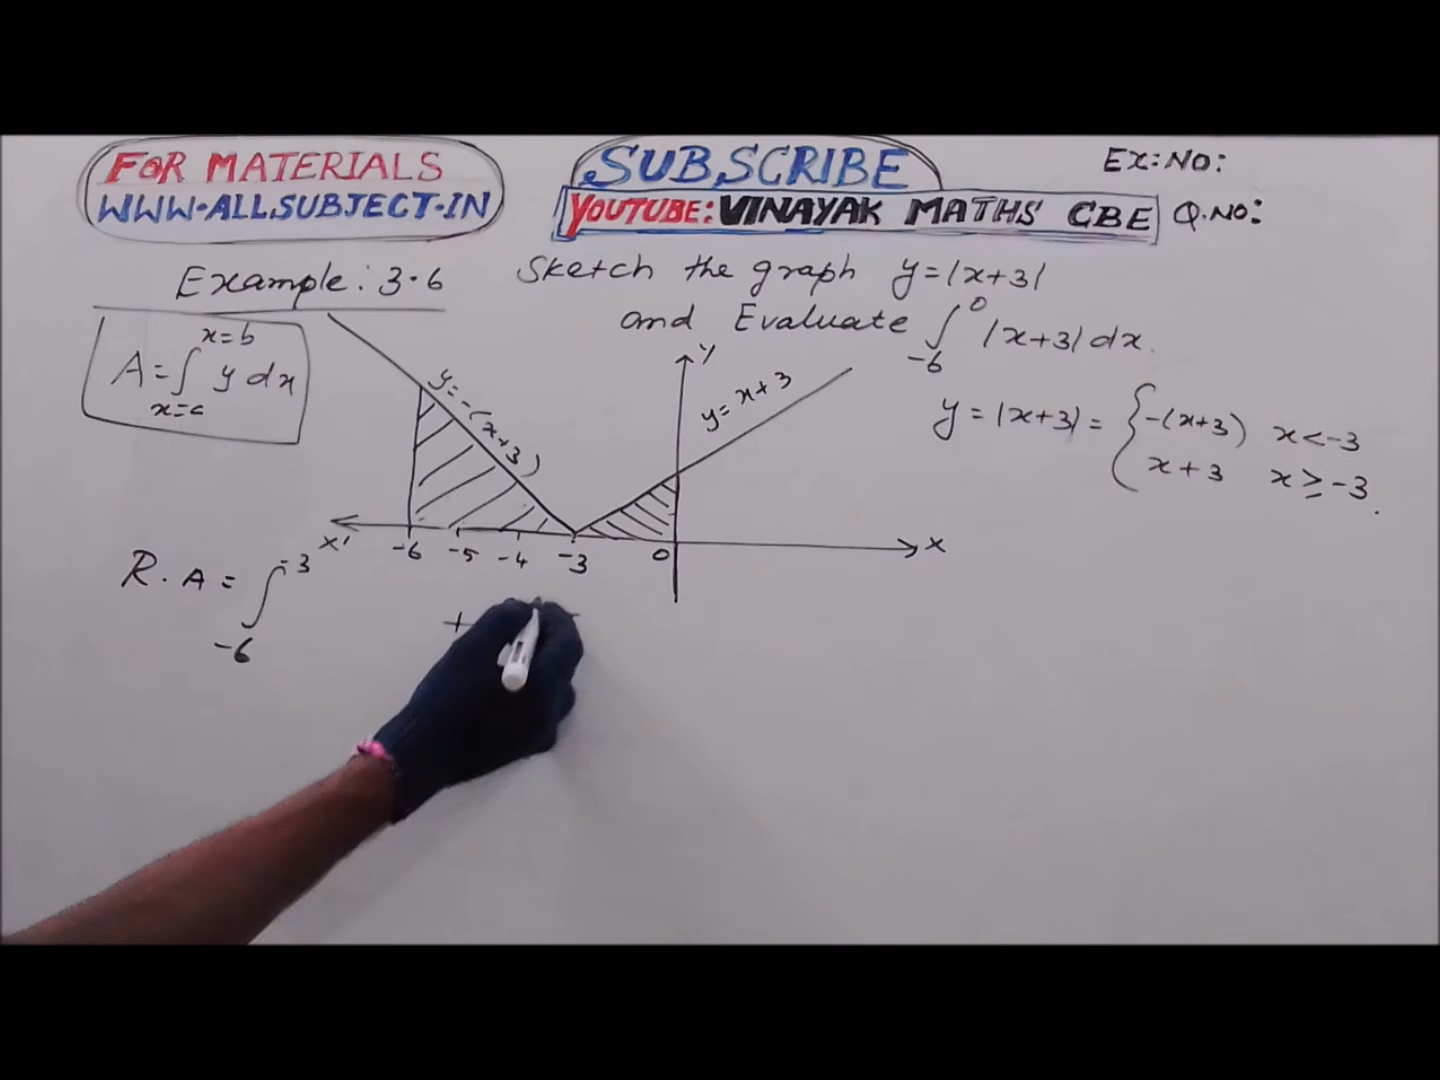 FOR MATERIALS
WWW.ALLSUBJECT.IN
SUBSCRIBE
YOUTUBE: VINAYAK MATHS CBE
EX:NO:
Q.NO:
Example: 3.6
Sketch the graph y=|x+3|
and Evaluate ∫₋₆⁰ |x+3| dx.
A = ∫ y dx
x=b
x=a
y = |x+3| = { -(x+3) x < -3
x+3 x ≥ -3.
y = -(x+3)
y = x+3
Y
X' -6 -5 -4 -3 0 X
R.A = ∫₋₆⁻³
+